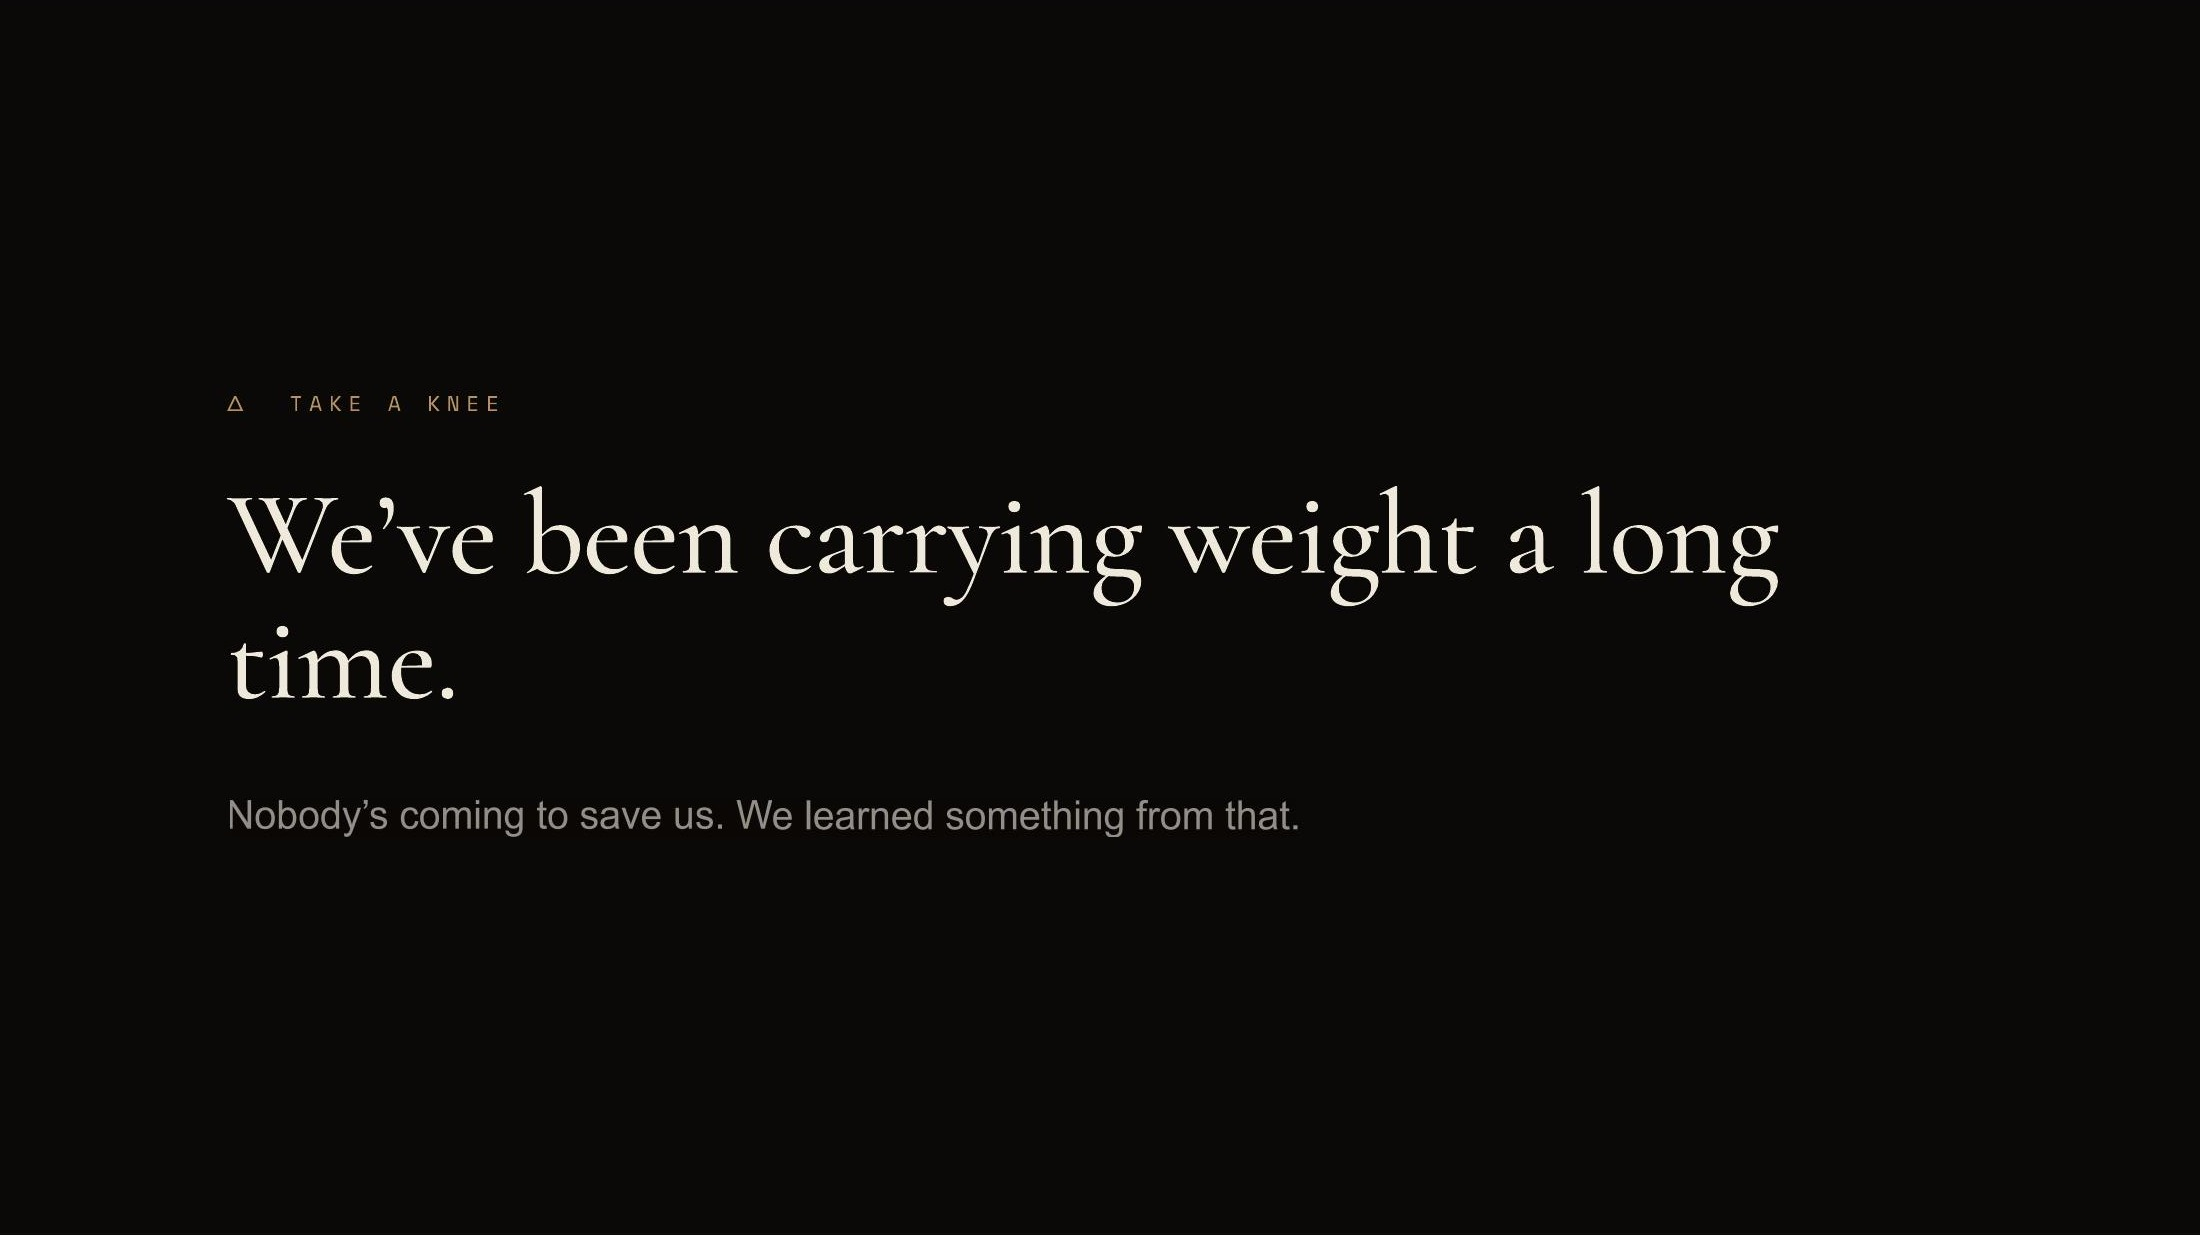 △ TAKE A KNEE
We’ve been carrying weight a long
time.
Nobody’s coming to save us. We learned something from that.